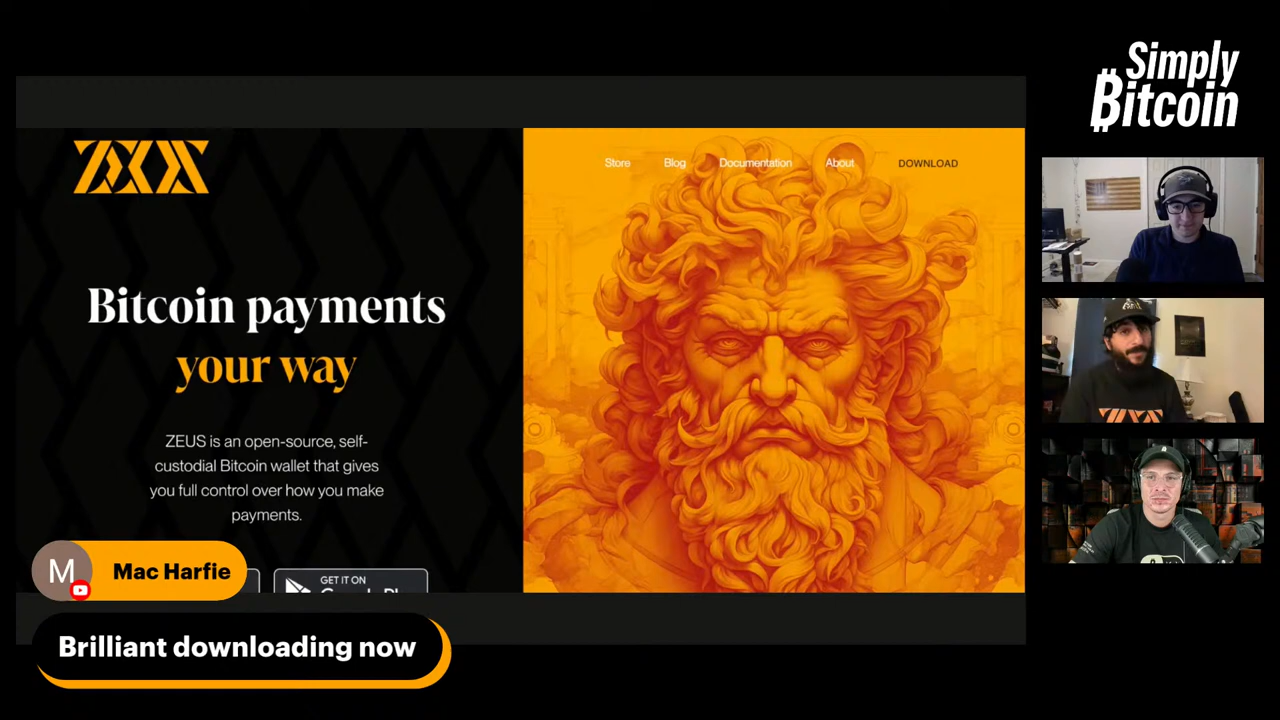 Simply
Bitcoin
ZEUS
Store
Blog
Documentation
About
DOWNLOAD
Bitcoin payments
your way
ZEUS is an open-source, self-
custodial Bitcoin wallet that gives
you full control over how you make
payments.
GET IT ON
M
Mac Harfie
Brilliant downloading now